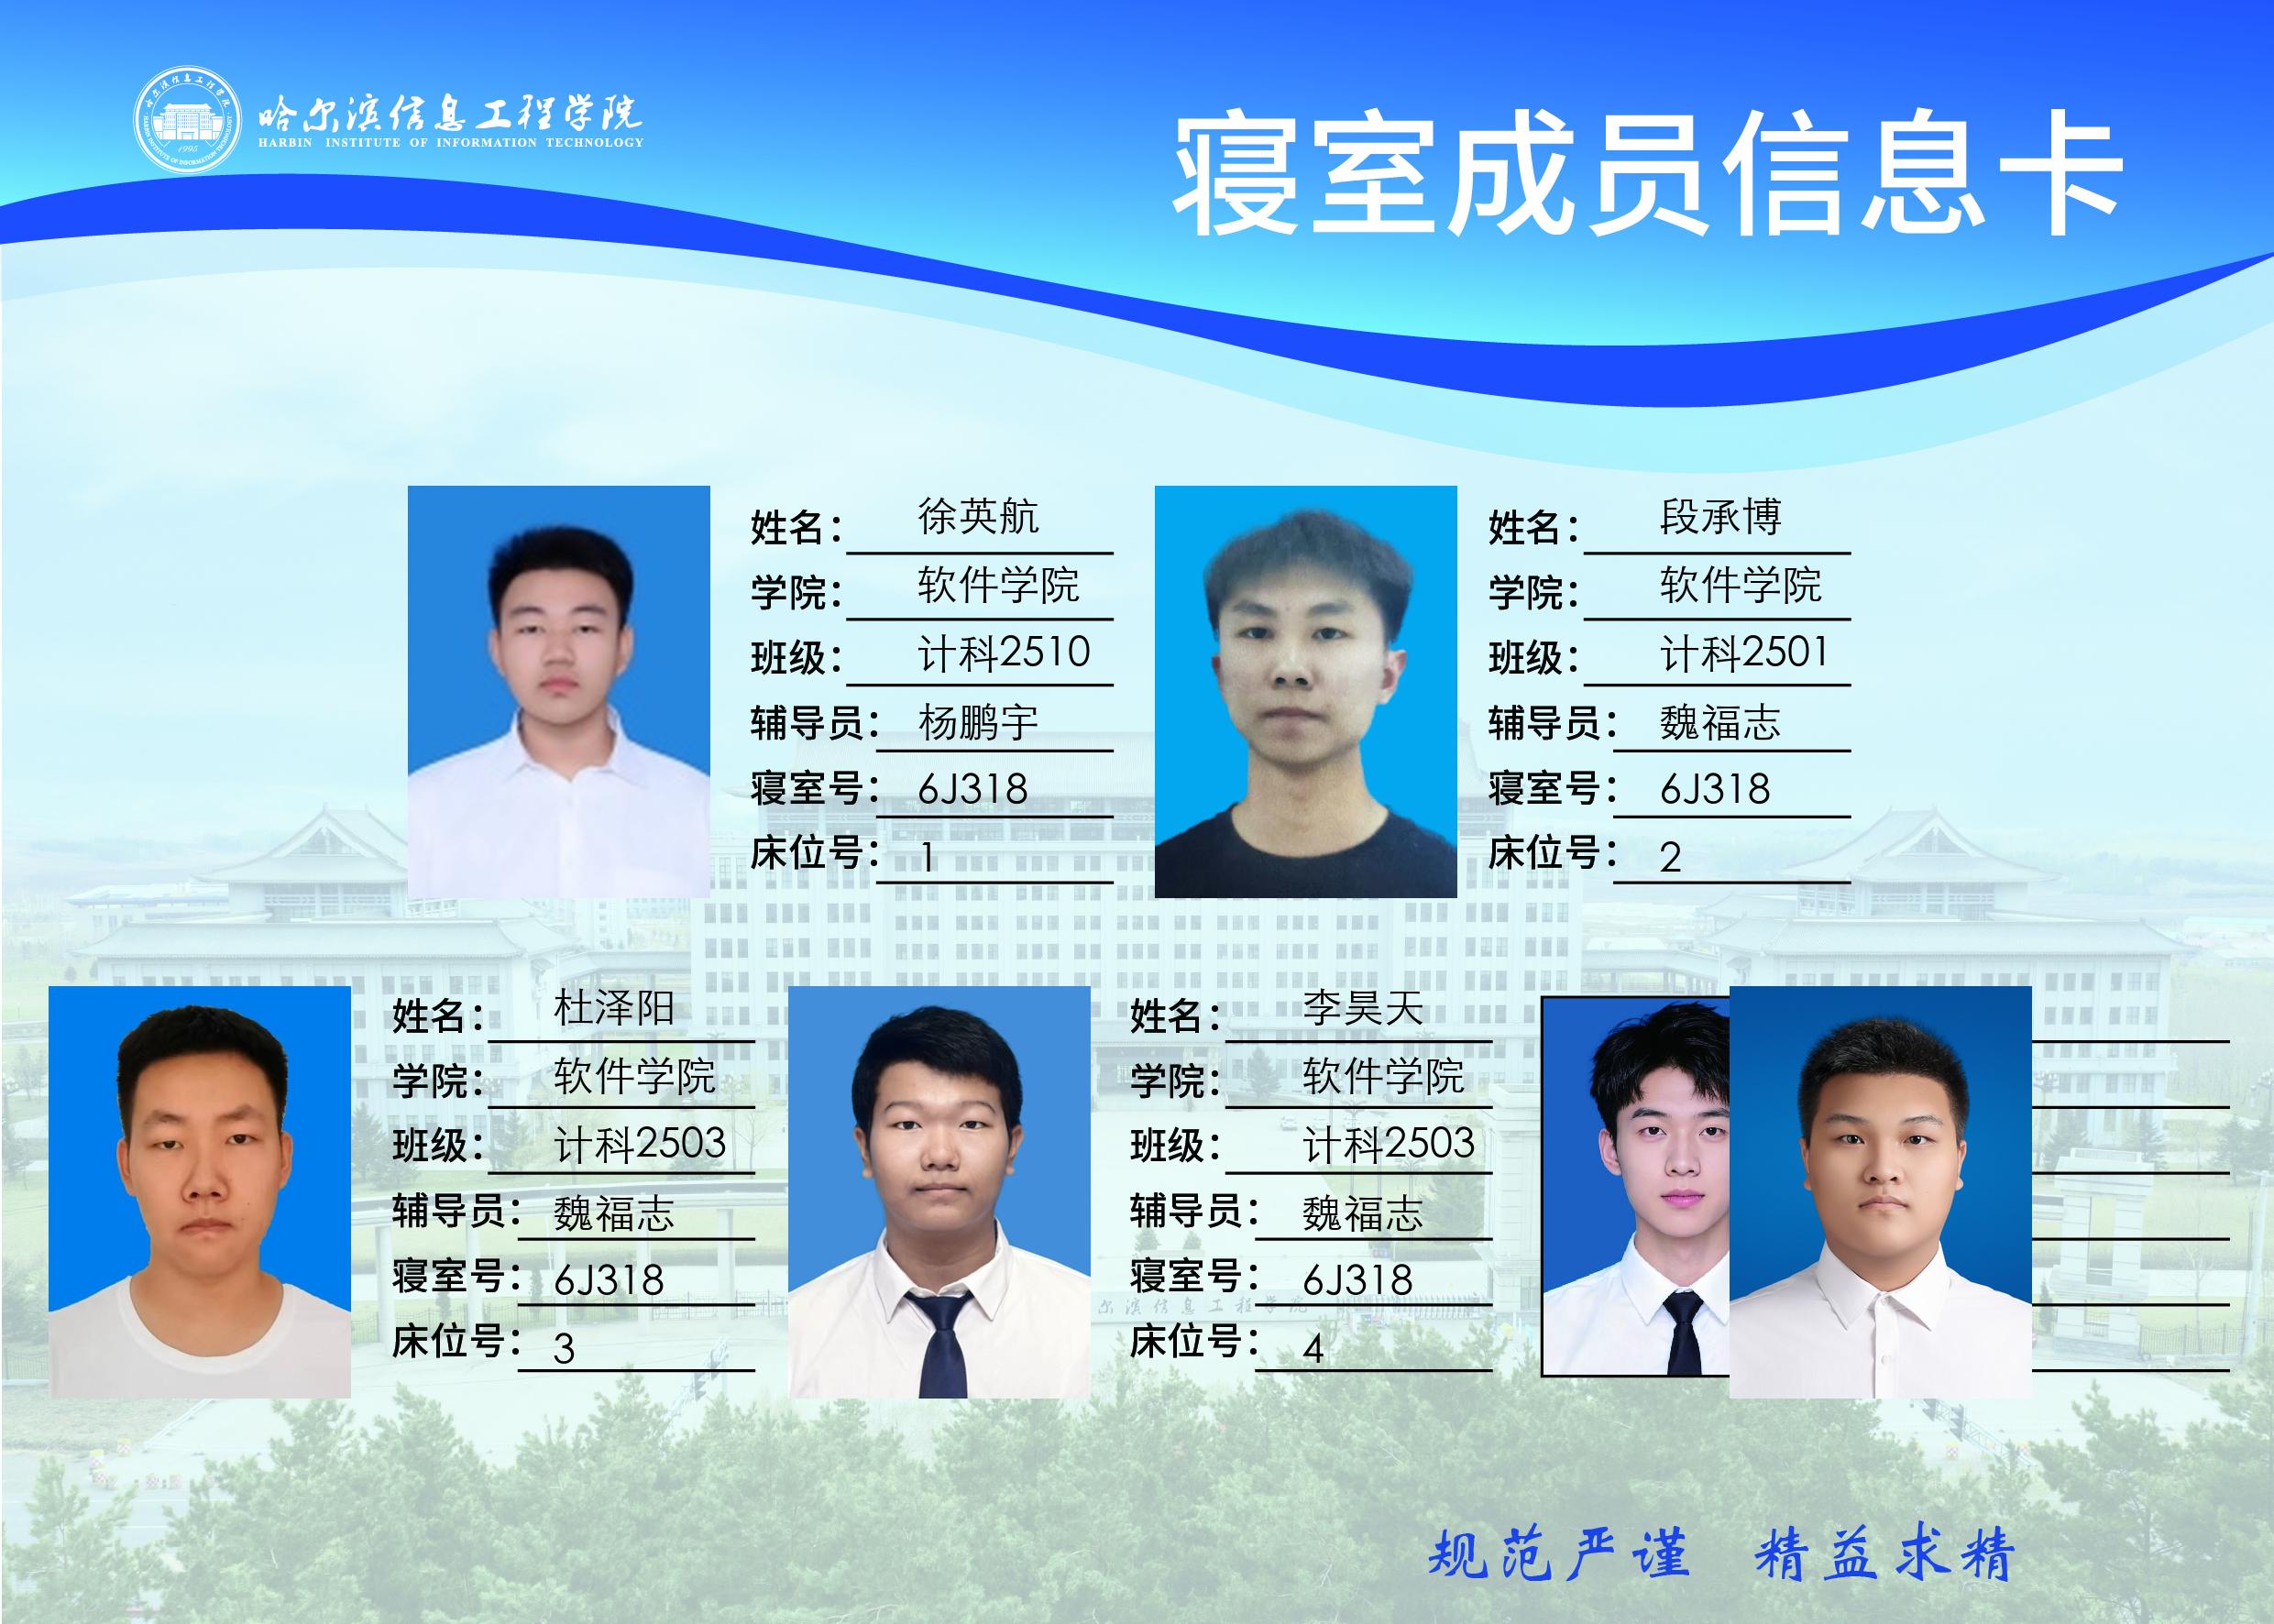 哈尔滨信息工程学院
HARBIN INSTITUTE OF INFORMATION TECHNOLOGY
1995
寝室成员信息卡
姓名： 徐英航
学院： 软件学院
班级： 计科2510
辅导员： 杨鹏宇
寝室号： 6J318
床位号： 1
姓名： 段承博
学院： 软件学院
班级： 计科2501
辅导员： 魏福志
寝室号： 6J318
床位号： 2
姓名： 杜泽阳
学院： 软件学院
班级： 计科2503
辅导员： 魏福志
寝室号： 6J318
床位号： 3
姓名： 李昊天
学院： 软件学院
班级： 计科2503
辅导员： 魏福志
寝室号： 6J318
床位号： 4
规范严谨 精益求精